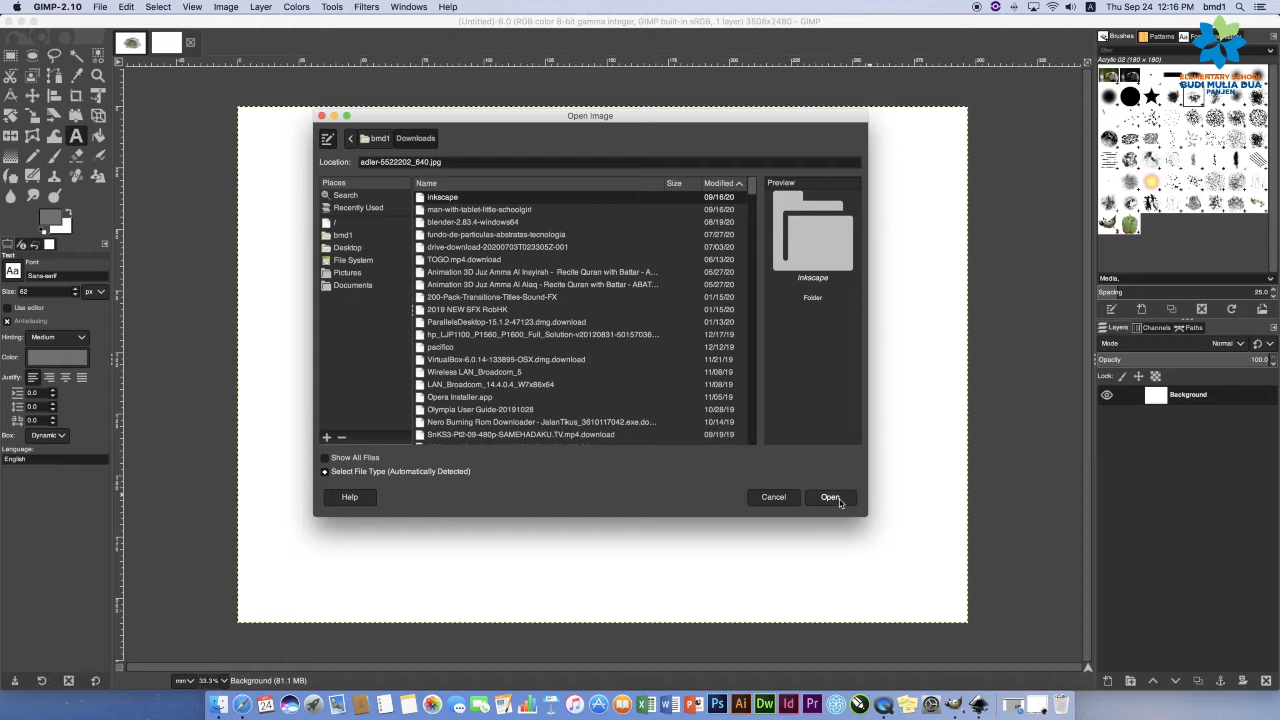 GIMP-2.10 File Edit Select View Image Layer Colors Tools Filters Windows Help
A Thu Sep 24 12:16 PM bmd1
[Untitled]-8.0 (RGB color 8-bit gamma integer, GIMP built-in sRGB, 1 layer) 3508x2480 – GIMP
Brushes Patterns
filter
Acrylic 02 (180 x 180)
ELEMENTARY SCHOOL
BUDI MULIA DUA
PANJEN
Open Image
bmd1 Downloads
Location: adler-5522202_640.jpg
Places
Search
Recently Used
/
bmd1
Desktop
File System
Pictures
Documents
Name Size Modified
inkscape 09/16/20
man-with-tablet-little-schoolgirl 09/16/20
blender-2.83.4-windows64 08/19/20
fundo-de-particulas-abstratas-tecnologia 07/27/20
drive-download-20200703T023305Z-001 07/03/20
TOGO.mp4.download 06/13/20
Animation 3D Juz Amma Al Insyirah - Recite Quran with Battar - A... 05/27/20
Animation 3D Juz Amma Al Alaq - Recite Quran with Battar - ABAT... 05/27/20
200-Pack-Transitions-Titles-Sound-FX 01/15/20
2019 NEW SFX RobHK 01/15/20
ParallelsDesktop-15.1.2-47123.dmg.download 01/13/20
hp_LJP1100_P1560_P1600_Full_Solution-v20120831-50157036... 12/17/19
pacifico 12/12/19
VirtualBox-6.0.14-133895-OSX.dmg.download 11/21/19
Wireless LAN_Broadcom_5 11/08/19
LAN_Broadcom_14.4.0.4_W7x86x64 11/08/19
Opera Installer.app 11/05/19
Olympia User Guide-20191028 10/28/19
Nero Burning Rom Downloader - JalanTikus_3610117042.exe.do... 10/14/19
SnKS3-Pt2-09-480p-SAMEHADAKU.TV.mp4.download 09/19/19
Preview
inkscape
Folder
Show All Files
Select File Type (Automatically Detected)
Help Cancel Open
Text
Font
Aa Sans-serif
Size: 62 px
Use editor
Antialiasing
Hinting: Medium
Color:
Justify:
0.0
0.0
0.0
Box: Dynamic
Language:
English
Media,
Spacing 25.0
Layers Channels Paths
Mode Normal
Opacity 100.0
Lock:
Background
mm 33.3% Background (81.1 MB)
Ps Ai Dw Id Pr